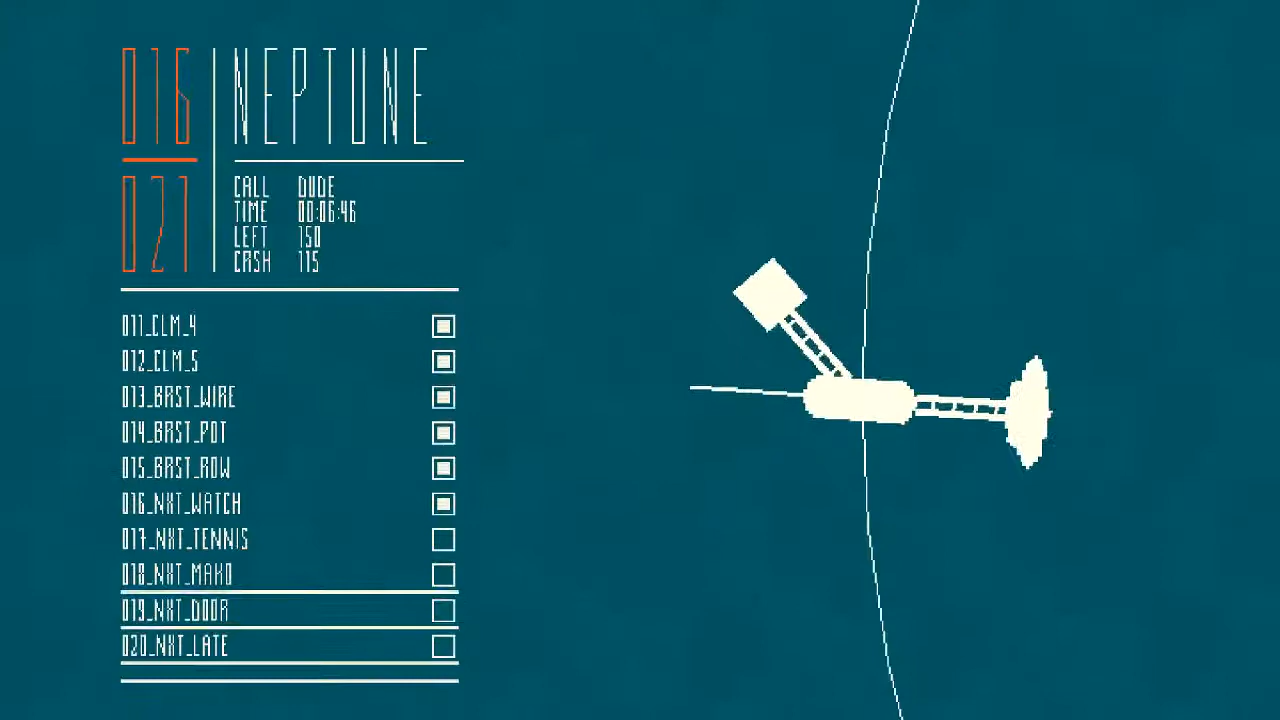 016
NEPTUNE
021
CALL DUDE
TIME 00:06:46
LEFT 150
CASH 115
011_CLM_4
012_CLM_5
013_BRST_WIRE
014_BRST_POT
015_BRST_ROW
016_NXT_WATCH
017_NXT_TENNIS
018_NXT_MAKO
019_NXT_DOOR
020_NXT_LATE